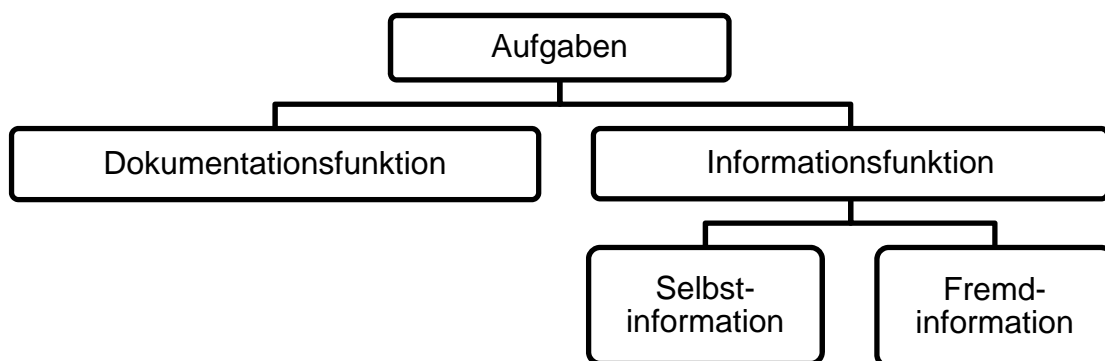 Aufgaben
Dokumentationsfunktion
Informationsfunktion
Selbst-
information
Fremd-
information